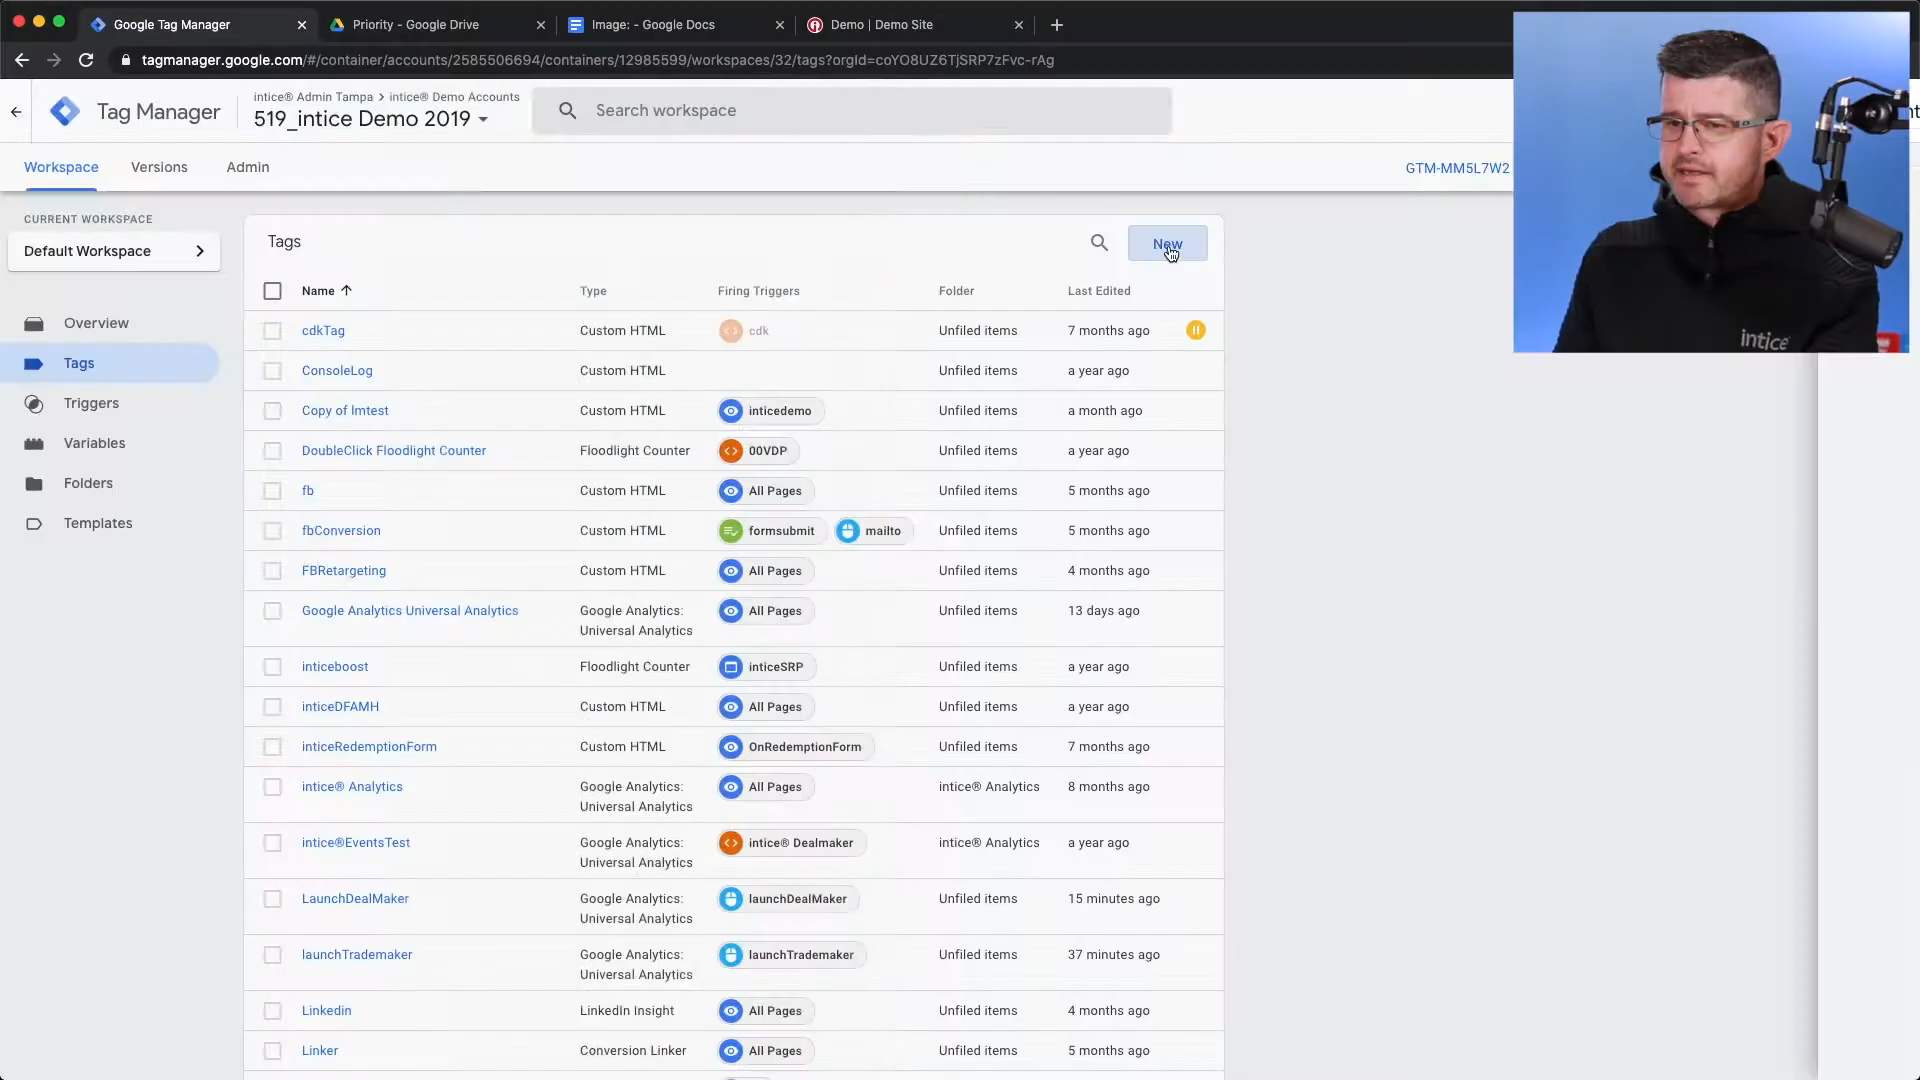 Google Tag Manager
Priority - Google Drive
Image: - Google Docs
Demo | Demo Site
tagmanager.google.com/#/container/accounts/2585506694/containers/12985599/workspaces/32/tags?orgId=coYO8UZ6TjSRP7zFvc-rAg
Tag Manager
intice® Admin Tampa > intice® Demo Accounts
519_intice Demo 2019
Search workspace
Workspace
Versions
Admin
GTM-MM5L7W2
CURRENT WORKSPACE
Default Workspace
Overview
Tags
Triggers
Variables
Folders
Templates
Tags
New
Name Type Firing Triggers Folder Last Edited
cdkTag Custom HTML cdk Unfiled items 7 months ago
ConsoleLog Custom HTML Unfiled items a year ago
Copy of Imtest Custom HTML inticedemo Unfiled items a month ago
DoubleClick Floodlight Counter Floodlight Counter 00VDP Unfiled items a year ago
fb Custom HTML All Pages Unfiled items 5 months ago
fbConversion Custom HTML formsubmit mailto Unfiled items 5 months ago
FBRetargeting Custom HTML All Pages Unfiled items 4 months ago
Google Analytics Universal Analytics Google Analytics: All Pages Unfiled items 13 days ago
Universal Analytics
inticeboost Floodlight Counter inticeSRP Unfiled items a year ago
inticeDFAMH Custom HTML All Pages Unfiled items a year ago
inticeRedemptionForm Custom HTML OnRedemptionForm Unfiled items 7 months ago
intice® Analytics Google Analytics: All Pages intice® Analytics 8 months ago
Universal Analytics
intice®EventsTest Google Analytics: intice® Dealmaker intice® Analytics a year ago
Universal Analytics
LaunchDealMaker Google Analytics: launchDealMaker Unfiled items 15 minutes ago
Universal Analytics
launchTrademaker Google Analytics: launchTrademaker Unfiled items 37 minutes ago
Universal Analytics
Linkedin LinkedIn Insight All Pages Unfiled items 4 months ago
Linker Conversion Linker All Pages Unfiled items 5 months ago
intice